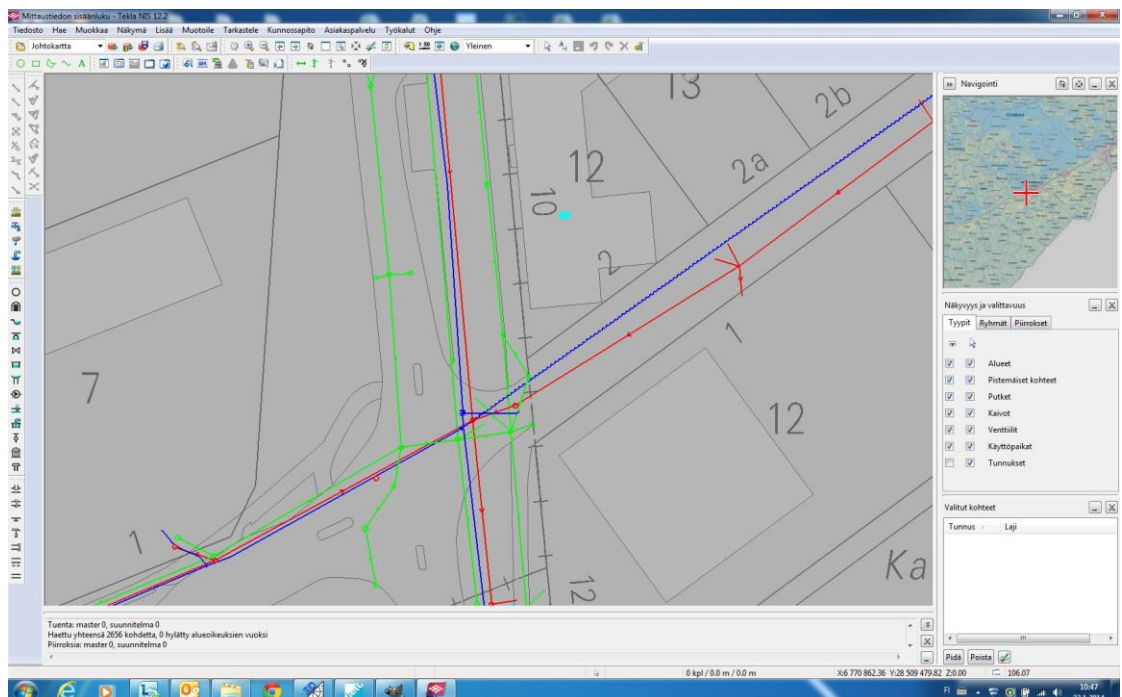 Mittaustiedon sisäänluku - Tekla NIS 12.2
Tiedosto Hae Muokkaa Näkymä Lisää Muotoile Tarkastele Kunnossapito Asiakaspalvelu Työkalut Ohje
Johtokartta
Yleinen
Navigointi
13
2b
2a
12
10
2
1
7
12
1
12
Ka
Näkyvyys ja valittavuus
Tyypit Ryhmät Piirrokset
Alueet
Pistemäiset kohteet
Putket
Kaivot
Venttiilit
Käyttöpaikat
Tunnukset
Valitut kohteet
Tunnus Laji
Pidä Poista
Tuenta: master 0, suunnitelma 0
Haettu yhteensä 2656 kohdetta, 0 hylätty alueoikeuksien vuoksi
Piirroksia: master 0, suunnitelma 0
0 kpl / 0.0 m / 0.0 m X:6 770 862.36 Y:28 509 479.82 Z:0.00 106.07
FI 10:47